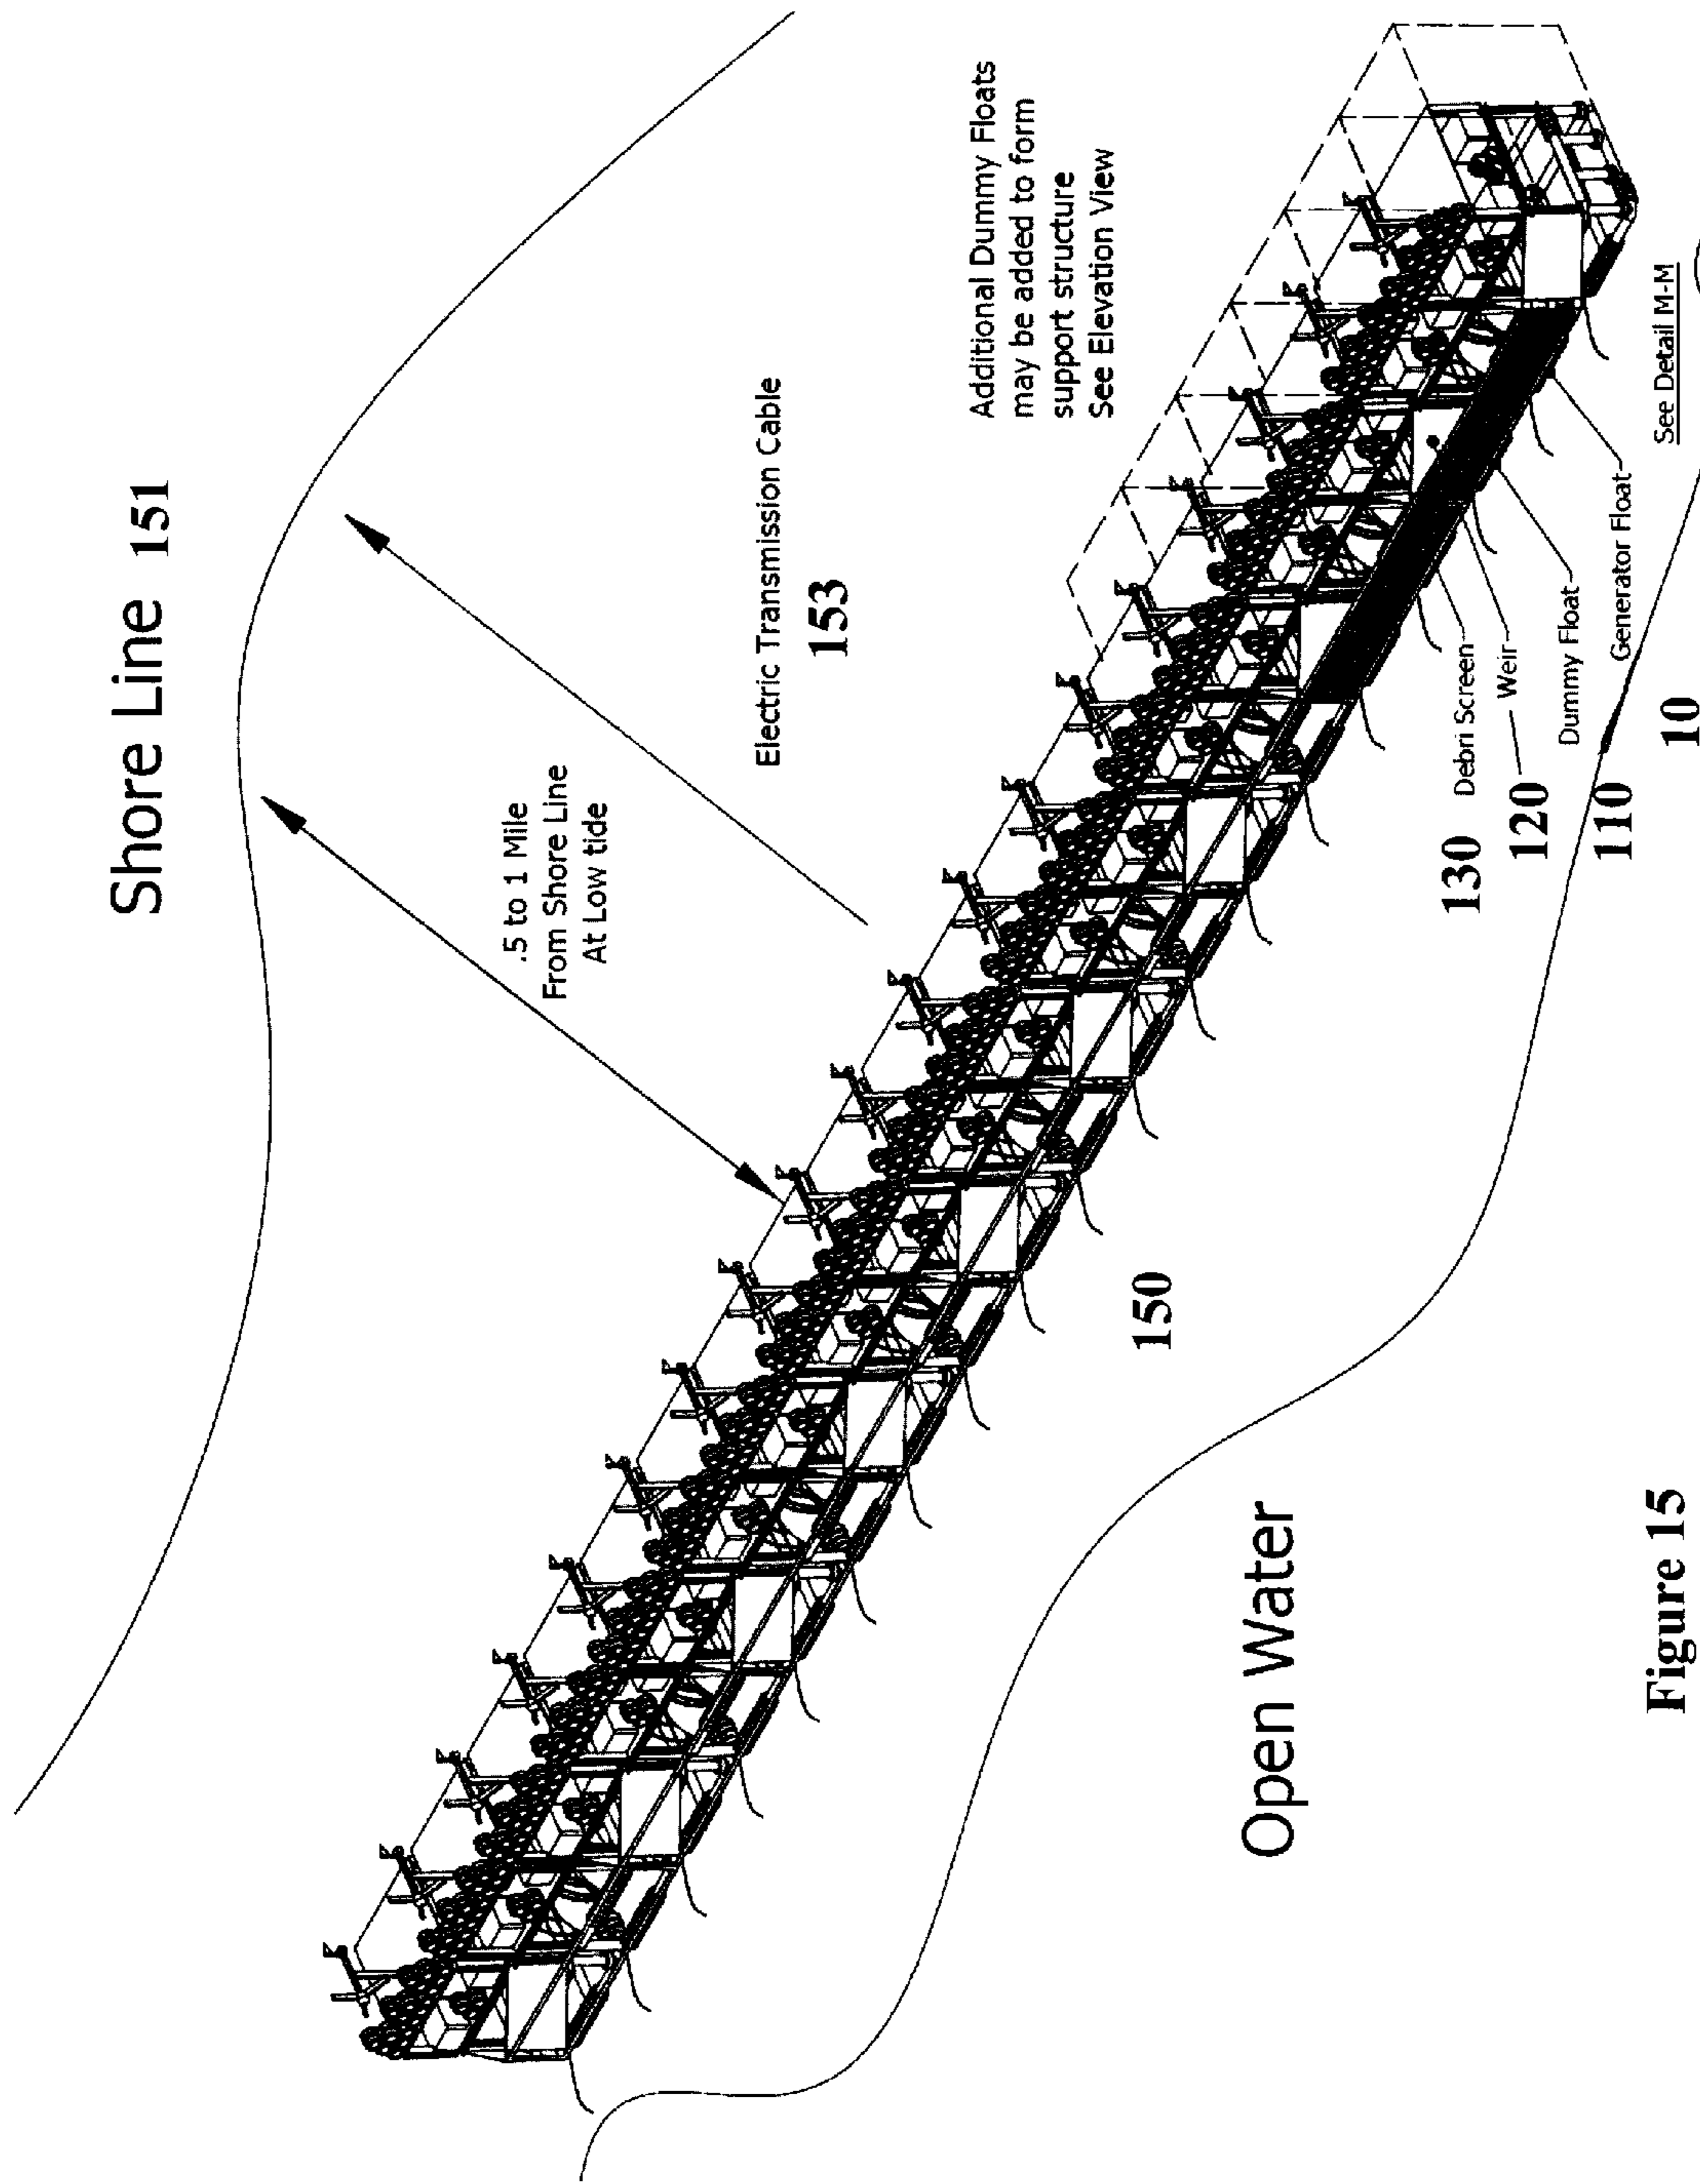 Shore Line 151
.5 to 1 Mile
From Shore Line
At Low tide
Electric Transmission Cable
153
Additional Dummy Floats
may be added to form
support structure
See Elevation View
Open Water
150
130
Debri Screen
120
Weir
110
Dummy Float
10
Generator Float
See Detail M-M
Figure 15